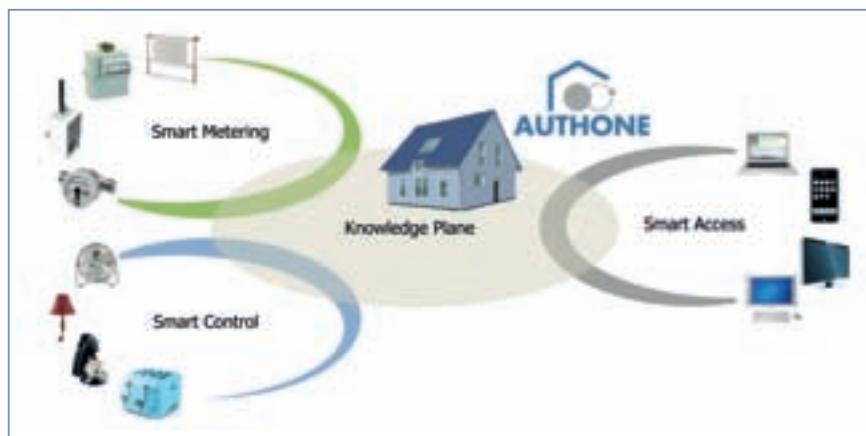 AUTHONE
Smart Metering
Knowledge Plane
Smart Access
Smart Control